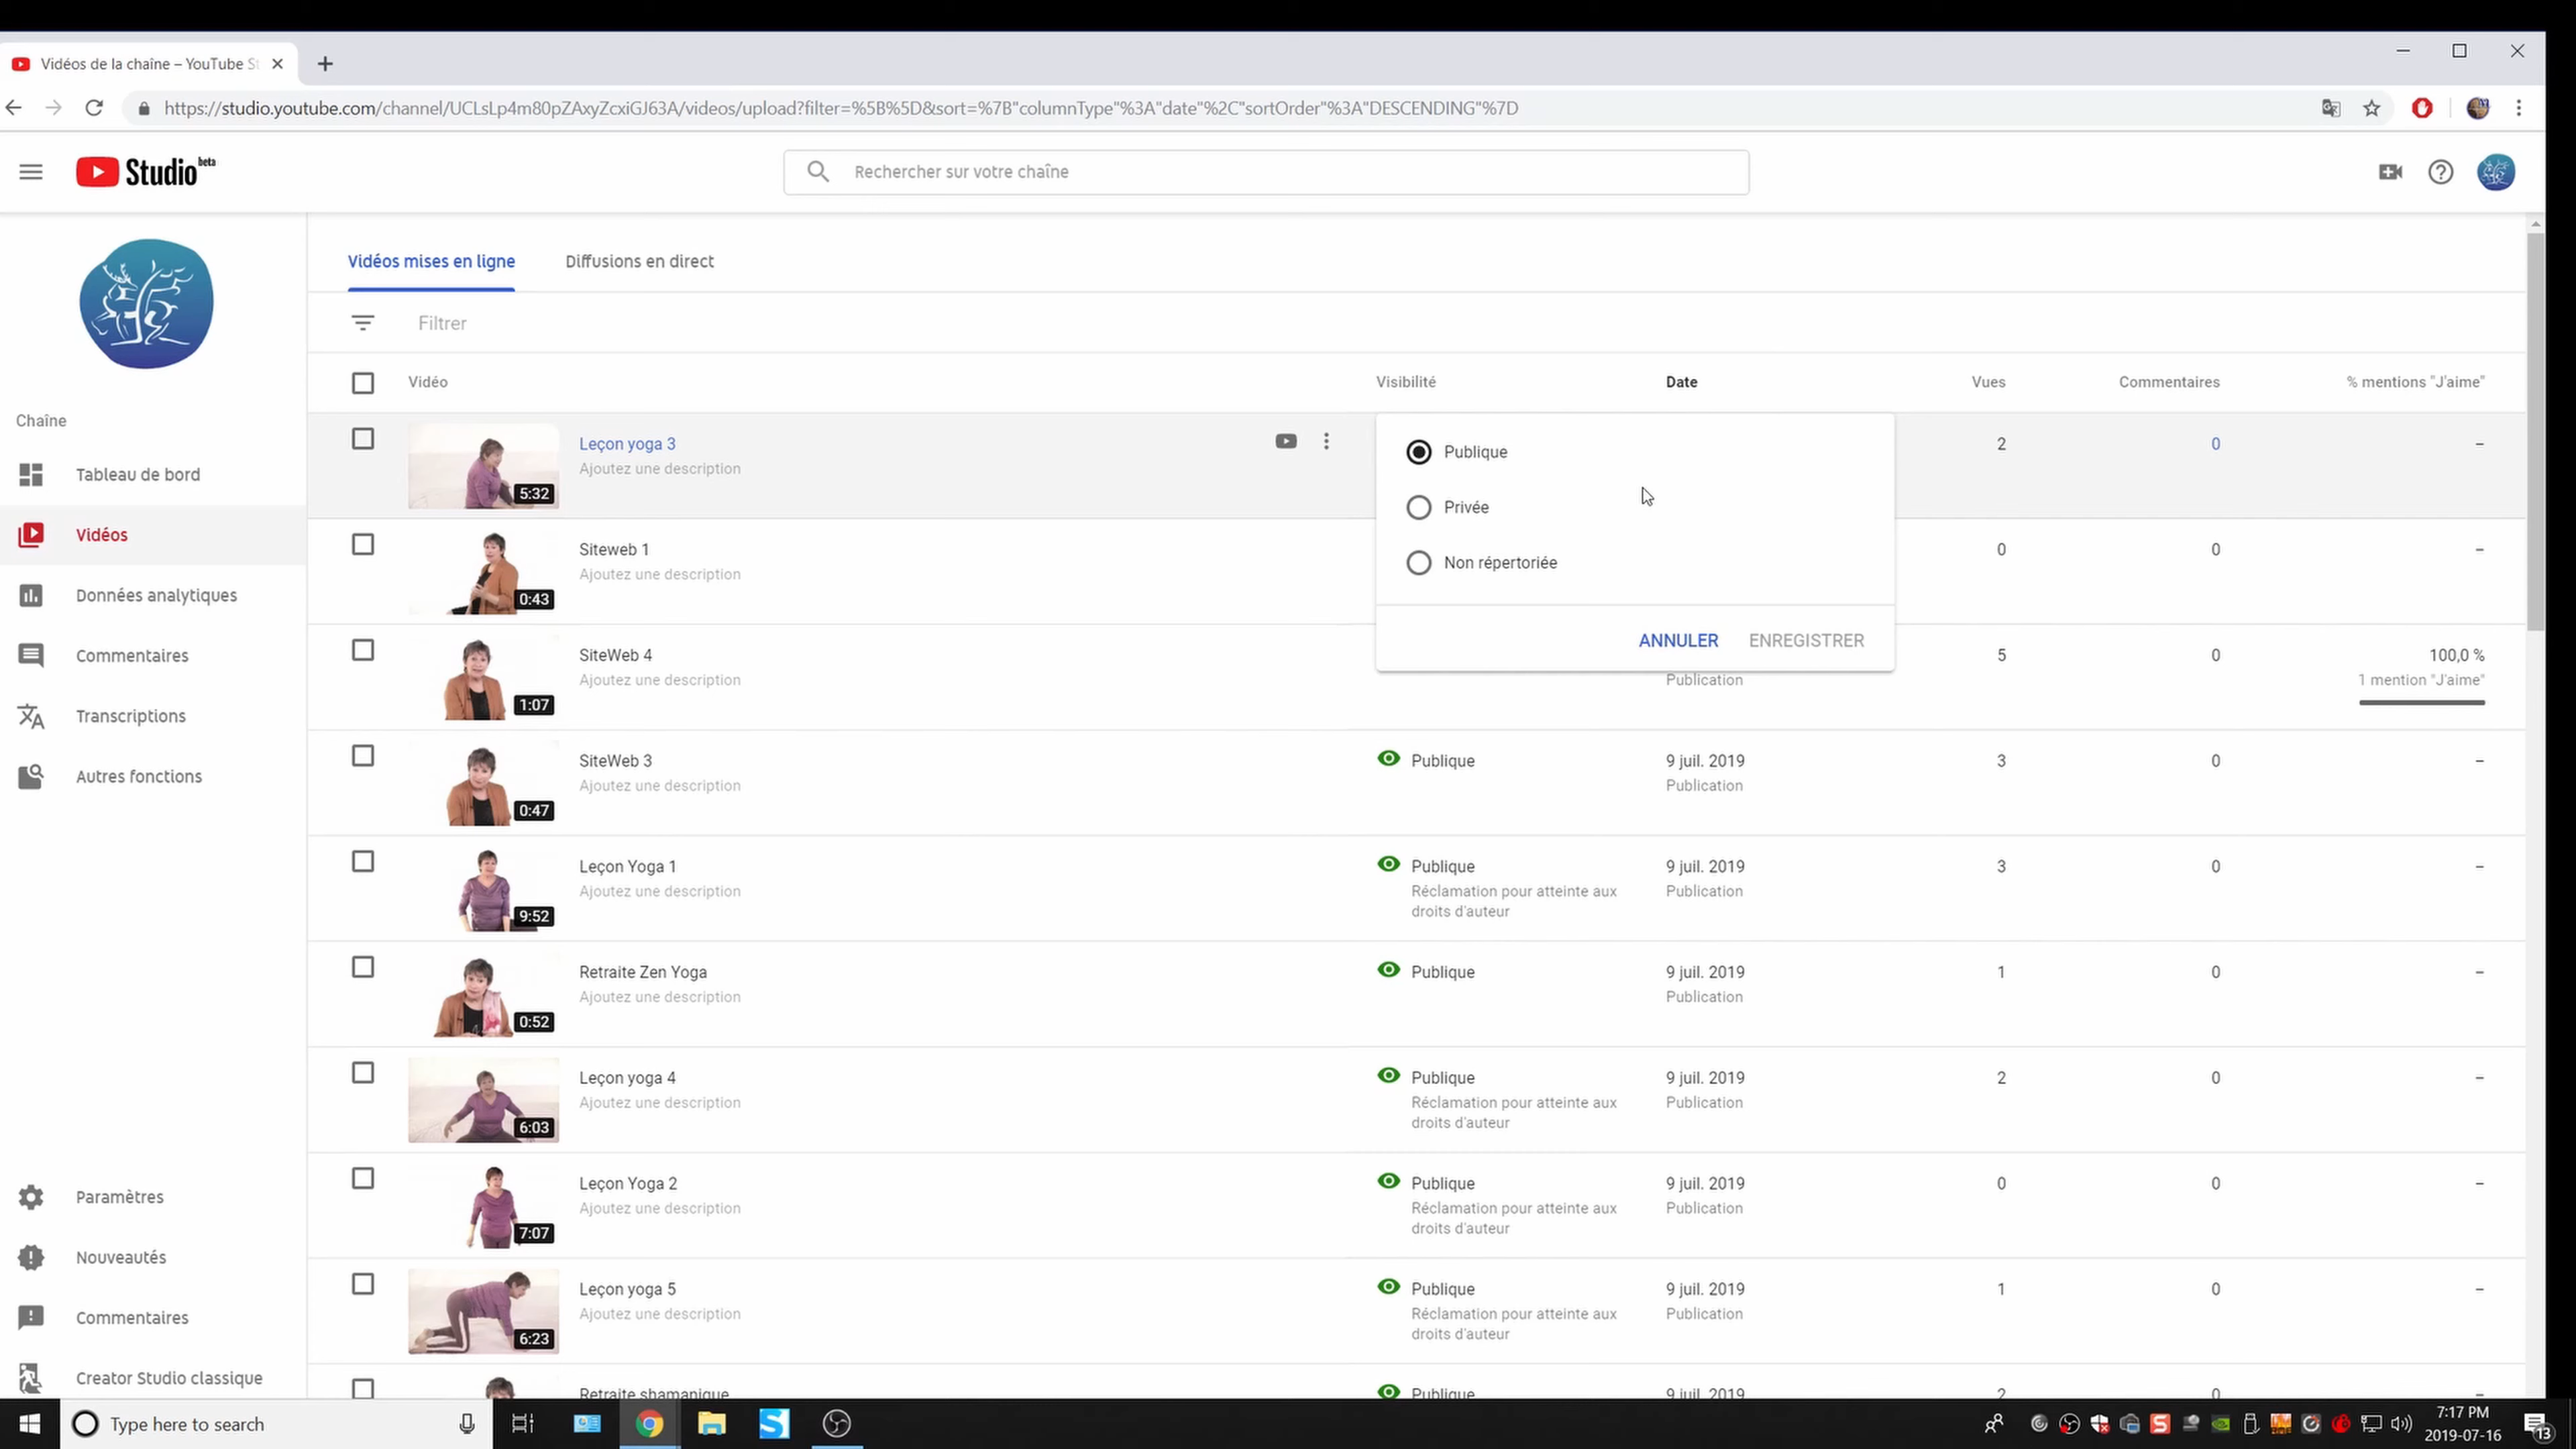 Vidéos de la chaîne – YouTube St
https://studio.youtube.com/channel/UCLsLp4m80pZAxyZcxiGJ63A/videos/upload?filter=%5B%5D&sort=%7B"columnType"%3A"date"%2C"sortOrder"%3A"DESCENDING"%7D
Studio beta
Rechercher sur votre chaîne
Vidéos mises en ligne
Diffusions en direct
Filtrer
Vidéo
Visibilité
Date
Vues
Commentaires
% mentions "J'aime"
Chaîne
Tableau de bord
Vidéos
Données analytiques
Commentaires
Transcriptions
Autres fonctions
Paramètres
Nouveautés
Commentaires
Creator Studio classique
5:32
Leçon yoga 3
Ajoutez une description
2
0
–
Publique
Privée
Non répertoriée
ANNULER
ENREGISTRER
0:43
Siteweb 1
Ajoutez une description
0
0
–
1:07
SiteWeb 4
Ajoutez une description
Publication
5
0
100,0 %
1 mention "J'aime"
0:47
SiteWeb 3
Ajoutez une description
Publique
9 juil. 2019
Publication
3
0
–
9:52
Leçon Yoga 1
Ajoutez une description
Publique
Réclamation pour atteinte aux
droits d'auteur
9 juil. 2019
Publication
3
0
–
0:52
Retraite Zen Yoga
Ajoutez une description
Publique
9 juil. 2019
Publication
1
0
–
6:03
Leçon yoga 4
Ajoutez une description
Publique
Réclamation pour atteinte aux
droits d'auteur
9 juil. 2019
Publication
2
0
–
7:07
Leçon Yoga 2
Ajoutez une description
Publique
Réclamation pour atteinte aux
droits d'auteur
9 juil. 2019
Publication
0
0
–
6:23
Leçon yoga 5
Ajoutez une description
Publique
Réclamation pour atteinte aux
droits d'auteur
9 juil. 2019
Publication
1
0
–
Retraite shamanique
Publique
9 juil. 2019
2
0
–
Type here to search
7:17 PM
2019-07-16
13